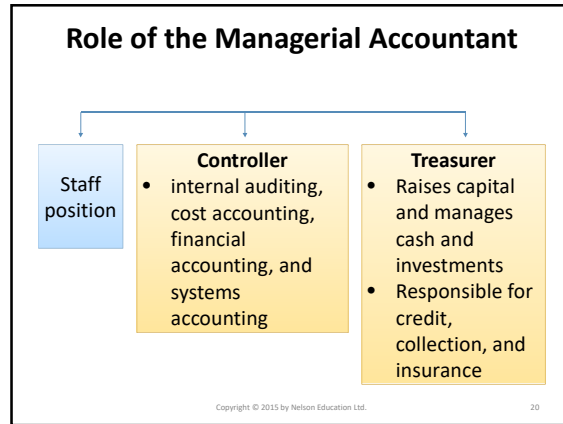 Role of the Managerial Accountant
Staff
position
Controller
• internal auditing,
cost accounting,
financial
accounting, and
systems
accounting
Treasurer
• Raises capital
and manages
cash and
investments
• Responsible for
credit,
collection, and
insurance
Copyright © 2015 by Nelson Education Ltd.
20